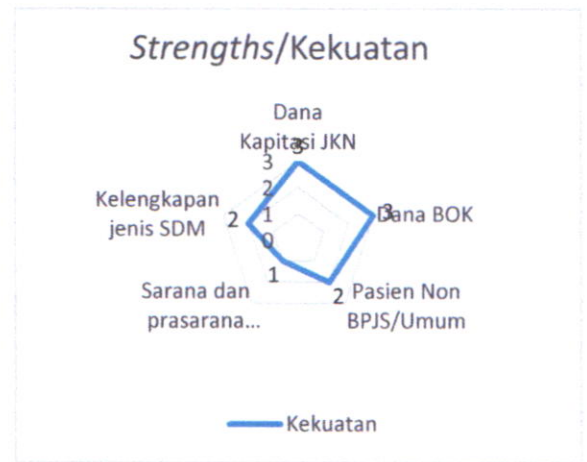 Strengths/Kekuatan
Dana
Kapitasi JKN
3
3
2
1
0
3
Dana BOK
Kelengkapan
jenis SDM
2
1
2
Sarana dan
prasarana...
Pasien Non
BPJS/Umum
Kekuatan